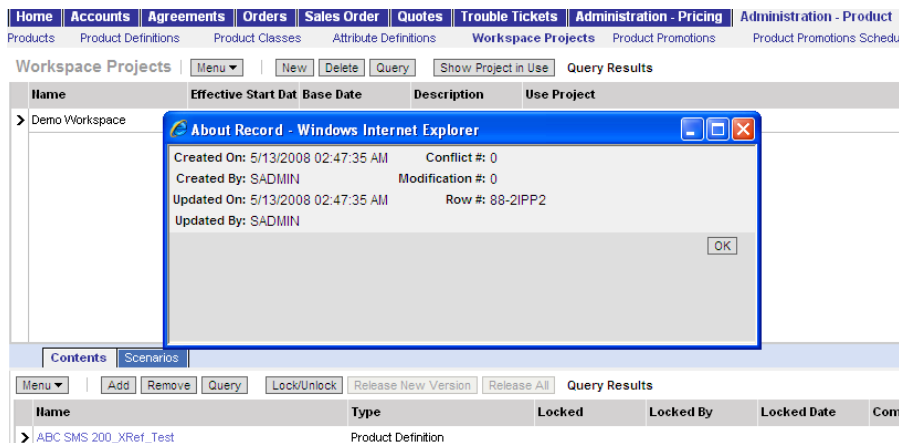 Home Accounts Agreements Orders Sales Order Quotes Trouble Tickets Administration - Pricing Administration - Product
Products Product Definitions Product Classes Attribute Definitions Workspace Projects Product Promotions Product Promotions Schedu
Workspace Projects | Menu | New Delete Query Show Project in Use Query Results
Name Effective Start Dat Base Date Description Use Project
Demo Workspace
About Record - Windows Internet Explorer
Created On: 5/13/2008 02:47:35 AM Conflict #: 0
Created By: SADMIN Modification #: 0
Updated On: 5/13/2008 02:47:35 AM Row #: 88-2IPP2
Updated By: SADMIN
OK
Contents Scenarios
Menu | Add Remove Query Lock/Unlock Release New Version Release All Query Results
Name Type Locked Locked By Locked Date Com
ABC SMS 200_XRef_Test Product Definition